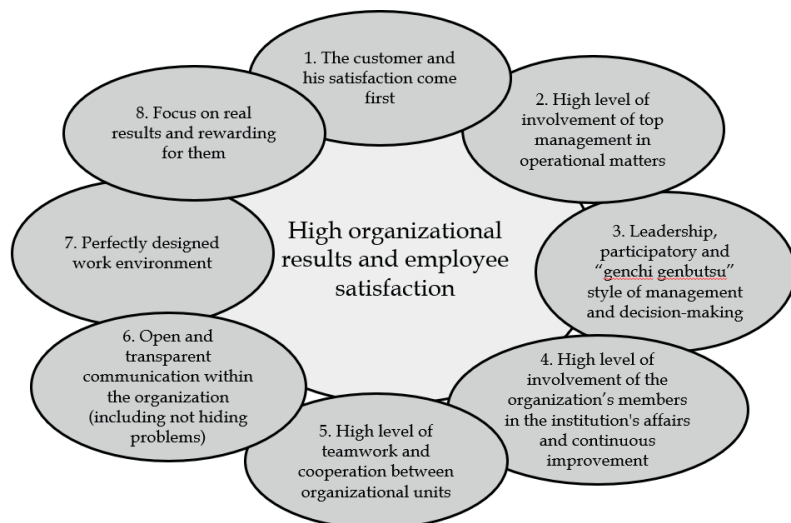 1. The customer and
his satisfaction come
first
2. High level of
involvement of top
management in
operational matters
3. Leadership,
participatory and
“genchi genbutsu”
style of management
and decision-making
4. High level of
involvement of the
organization’s members
in the institution's affairs
and continuous
improvement
5. High level of
teamwork and
cooperation between
organizational units
6. Open and
transparent
communication within
the organization
(including not hiding
problems)
7. Perfectly designed
work environment
8. Focus on real
results and rewarding
for them
High organizational
results and employee
satisfaction